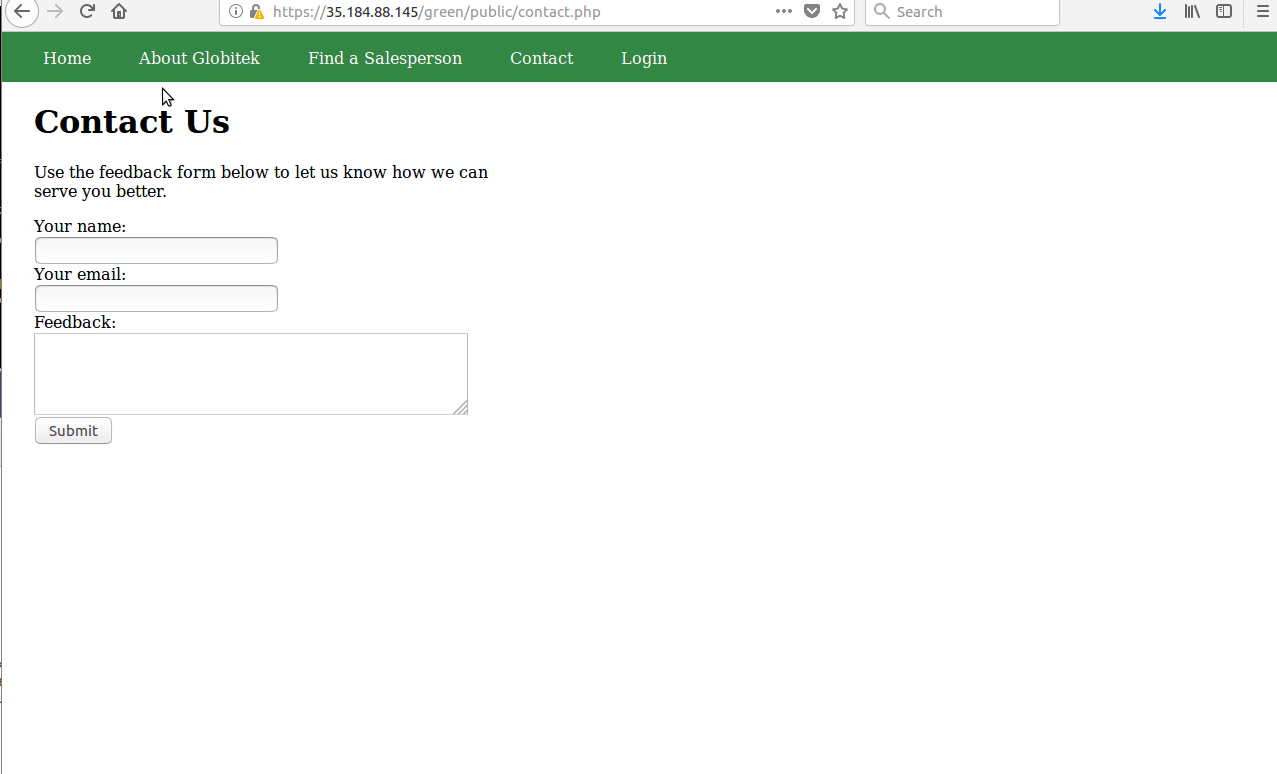 https://35.184.88.145/green/public/contact.php
Search
Home About Globitek Find a Salesperson Contact Login
Contact Us
Use the feedback form below to let us know how we can
serve you better.
Your name:
Your email:
Feedback:
Submit